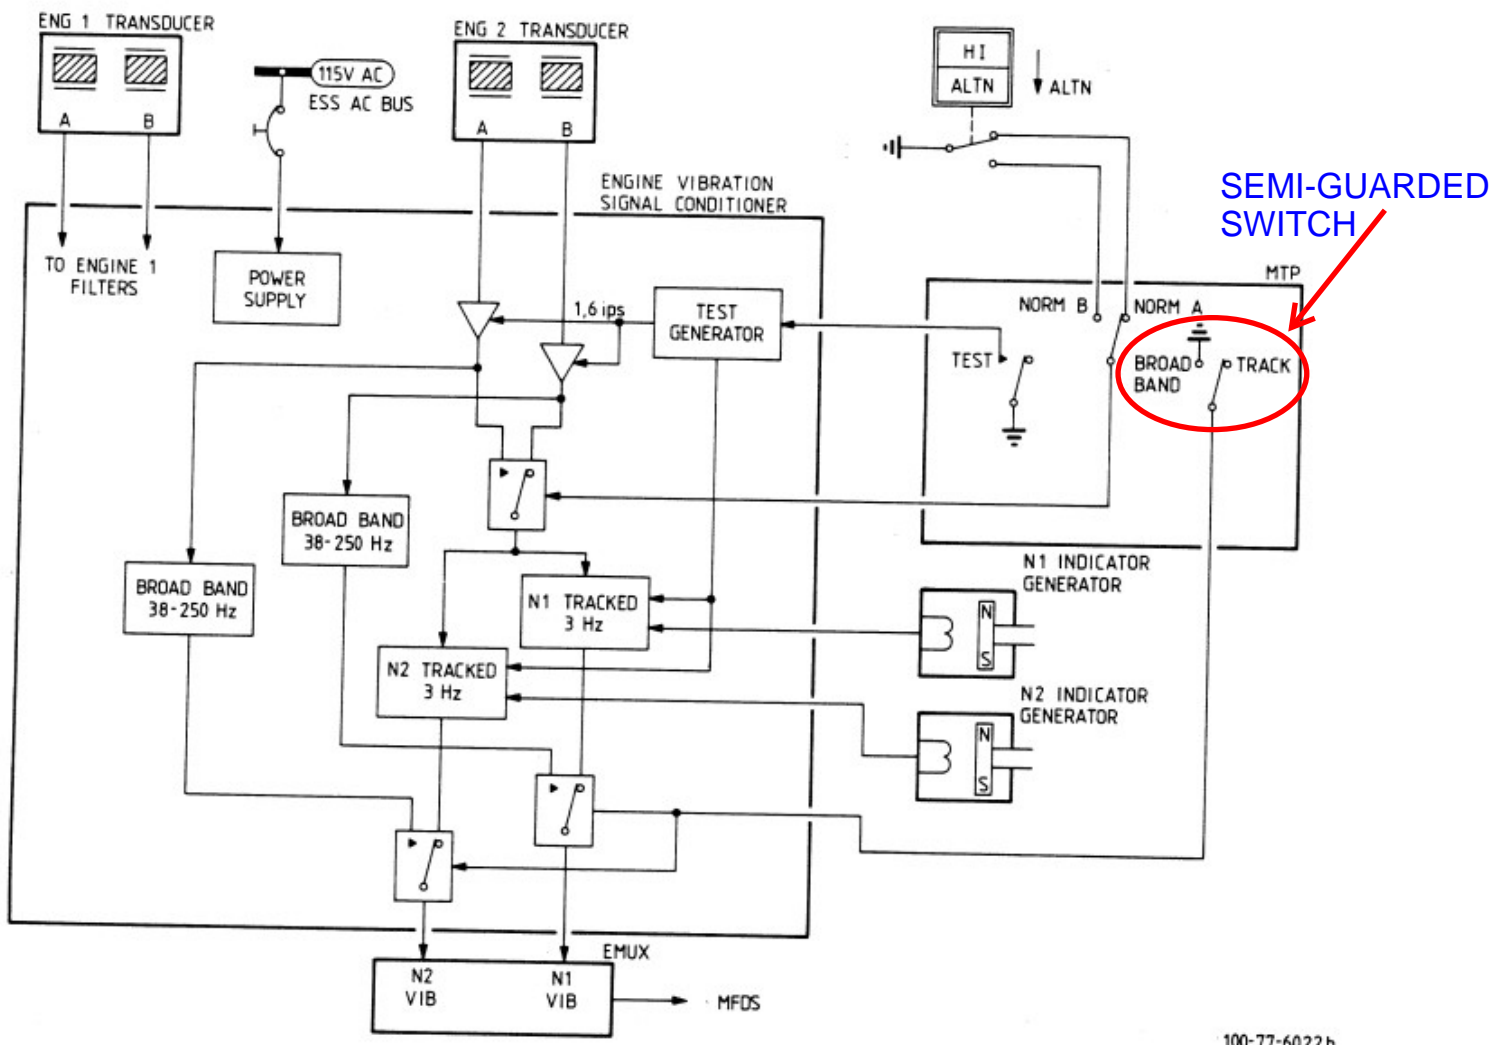 ENG 1 TRANSDUCER
A
B
115V AC
ESS AC BUS
ENG 2 TRANSDUCER
A
B
HI
ALTN
ALTN
SEMI-GUARDED
SWITCH
ENGINE VIBRATION
SIGNAL CONDITIONER
TO ENGINE 1
FILTERS
POWER
SUPPLY
1,6 ips
TEST
GENERATOR
MTP
NORM B
NORM A
TEST
BROAD
BAND
TRACK
BROAD BAND
38-250 Hz
BROAD BAND
38-250 Hz
N1 TRACKED
3 Hz
N2 TRACKED
3 Hz
N1 INDICATOR
GENERATOR
N
S
N2 INDICATOR
GENERATOR
N
S
EMUX
N2
VIB
N1
VIB
MFDS
100-77-6022b